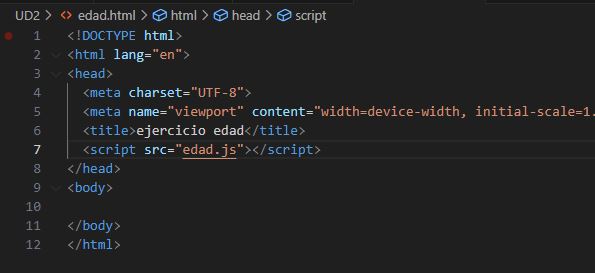 UD2 > edad.html > html > head > script
1 <!DOCTYPE html>
2 <html lang="en">
3 <head>
4 <meta charset="UTF-8">
5 <meta name="viewport" content="width=device-width, initial-scale=1.
6 <title>ejercicio edad</title>
7 <script src="edad.js"></script>
8 </head>
9 <body>
10
11 </body>
12 </html>